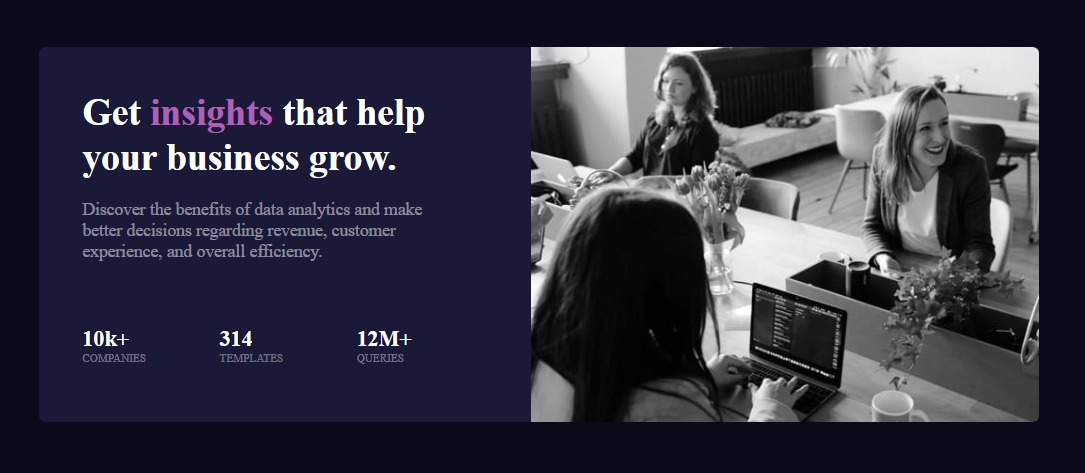 Get insights that help
your business grow.
Discover the benefits of data analytics and make
better decisions regarding revenue, customer
experience, and overall efficiency.
10k+ 314 12M+
COMPANIES TEMPLATES QUERIES